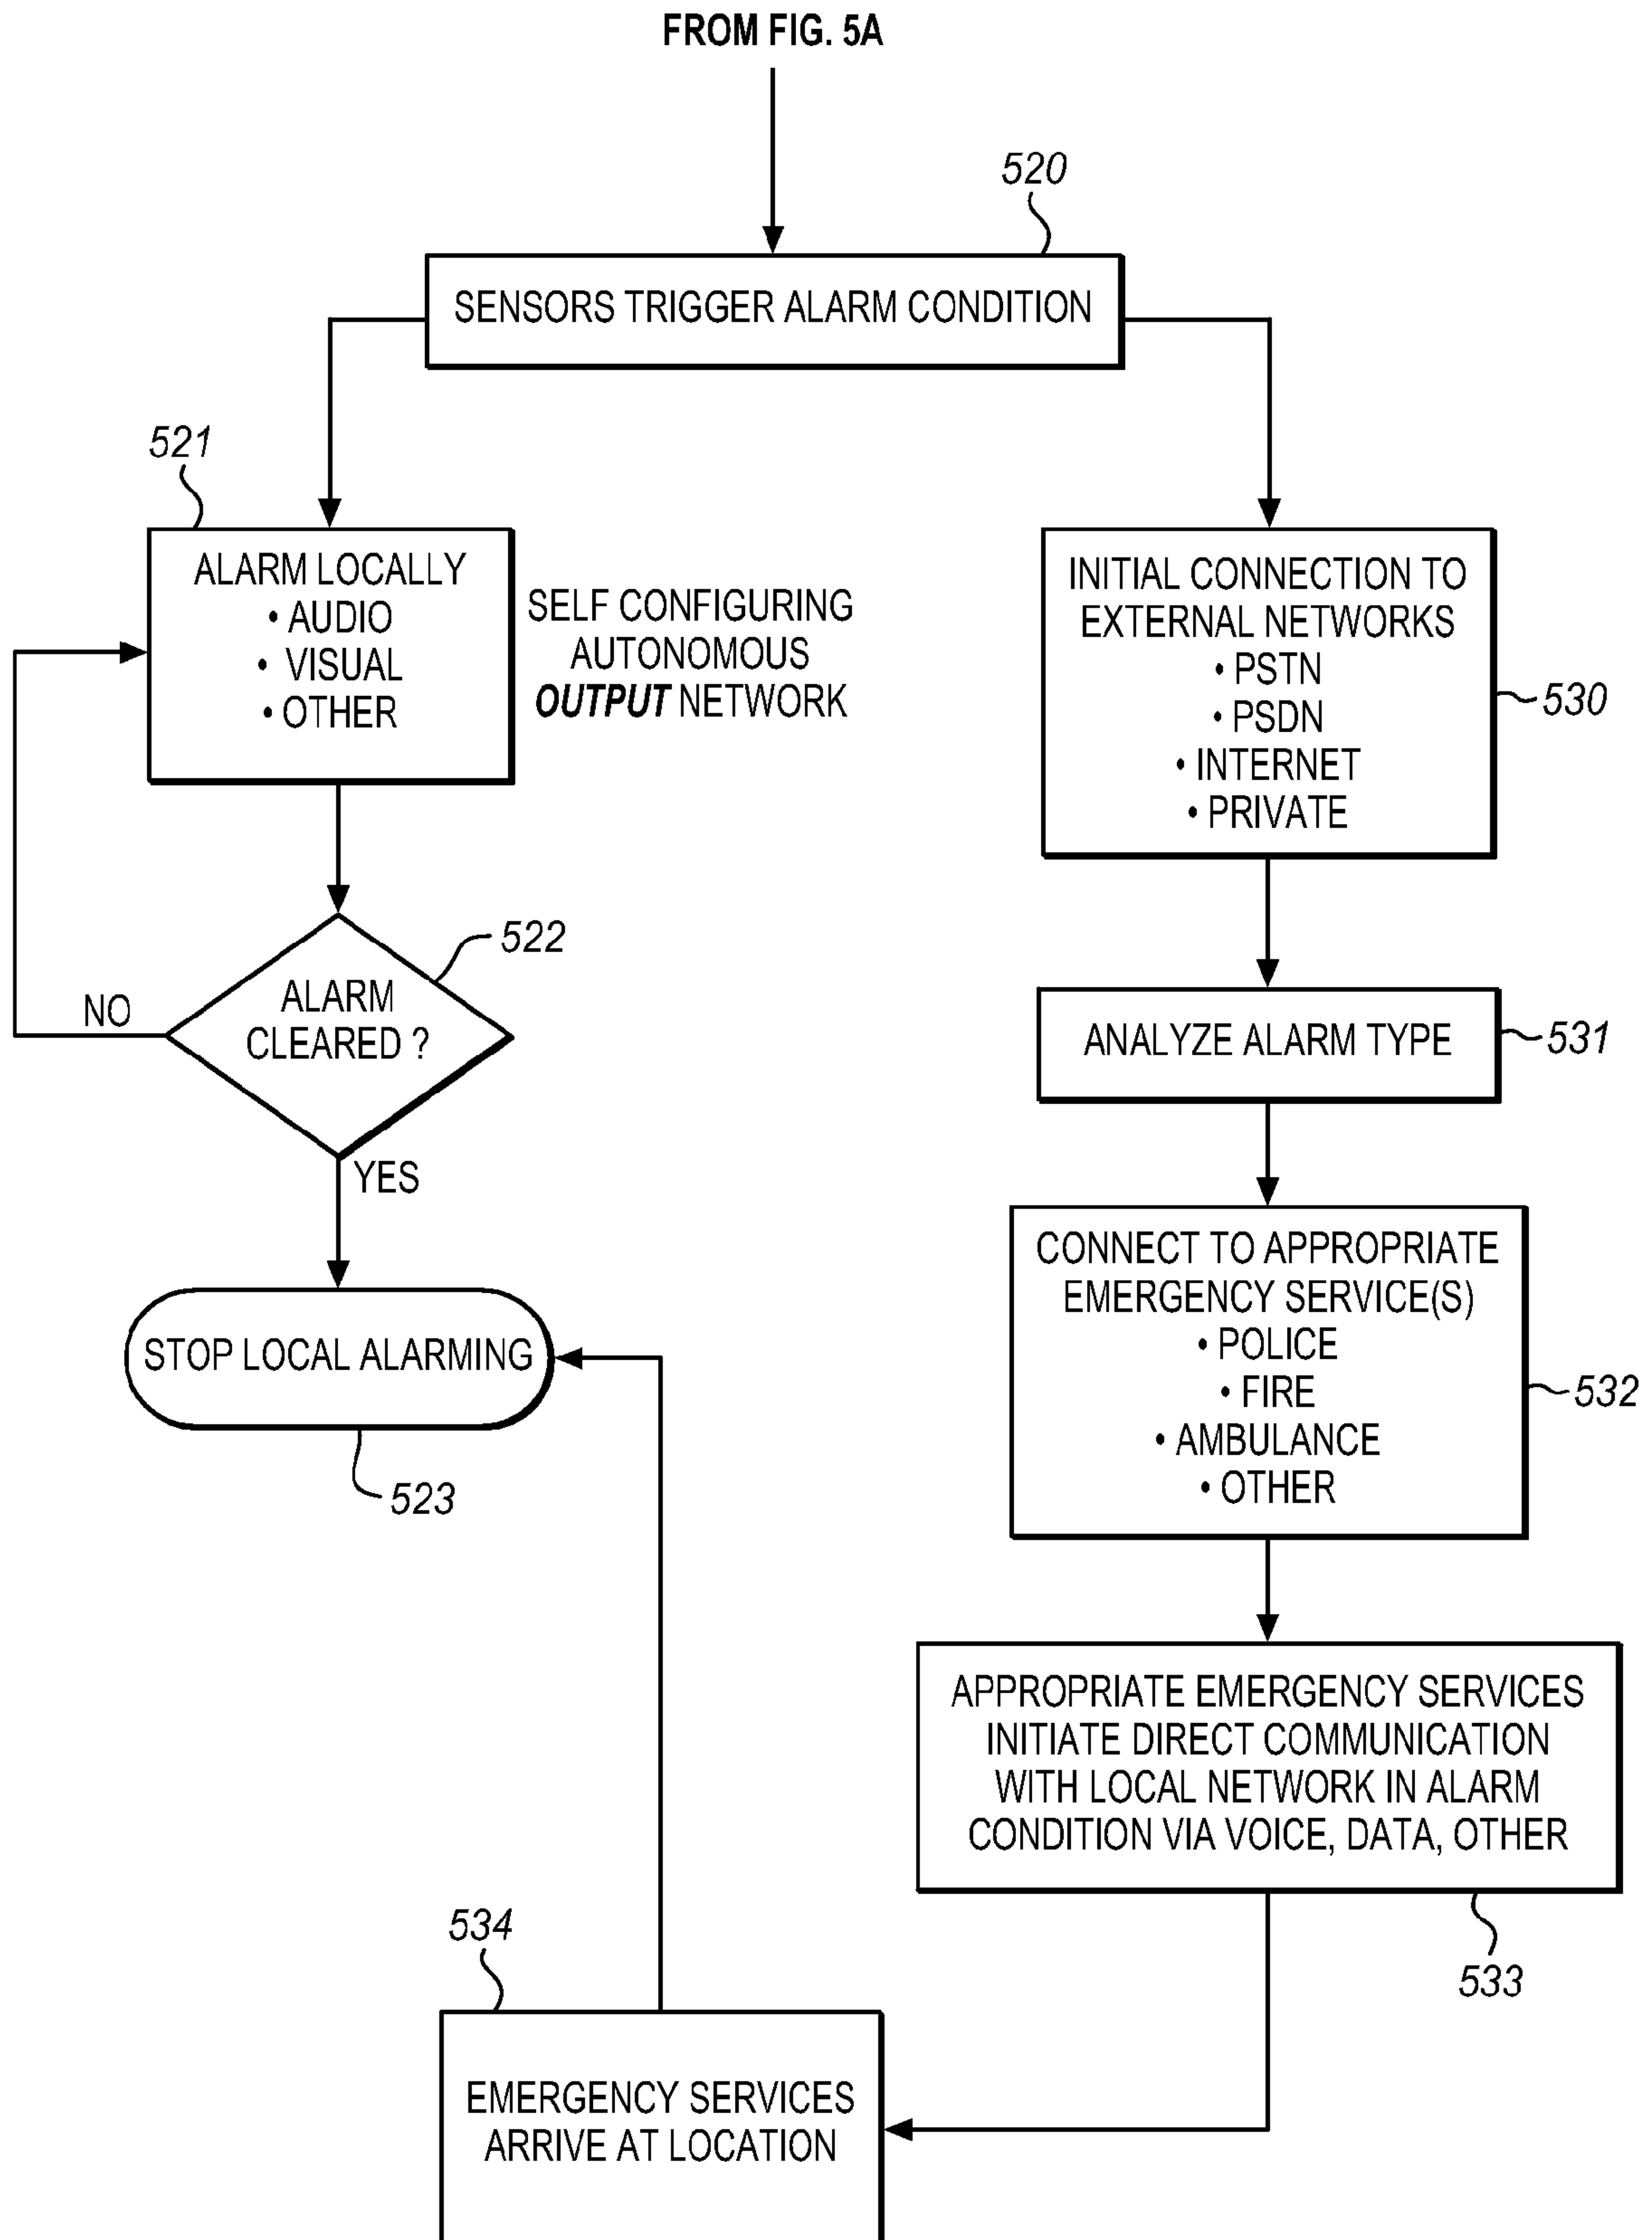 FROM FIG. 5A
520
SENSORS TRIGGER ALARM CONDITION
521
ALARM LOCALLY
• AUDIO
• VISUAL
• OTHER
SELF CONFIGURING
AUTONOMOUS
OUTPUT NETWORK
522
ALARM
CLEARED ?
NO
YES
STOP LOCAL ALARMING
523
INITIAL CONNECTION TO
EXTERNAL NETWORKS
• PSTN
• PSDN
• INTERNET
• PRIVATE
530
ANALYZE ALARM TYPE
531
CONNECT TO APPROPRIATE
EMERGENCY SERVICE(S)
• POLICE
• FIRE
• AMBULANCE
• OTHER
532
APPROPRIATE EMERGENCY SERVICES
INITIATE DIRECT COMMUNICATION
WITH LOCAL NETWORK IN ALARM
CONDITION VIA VOICE, DATA, OTHER
533
534
EMERGENCY SERVICES
ARRIVE AT LOCATION